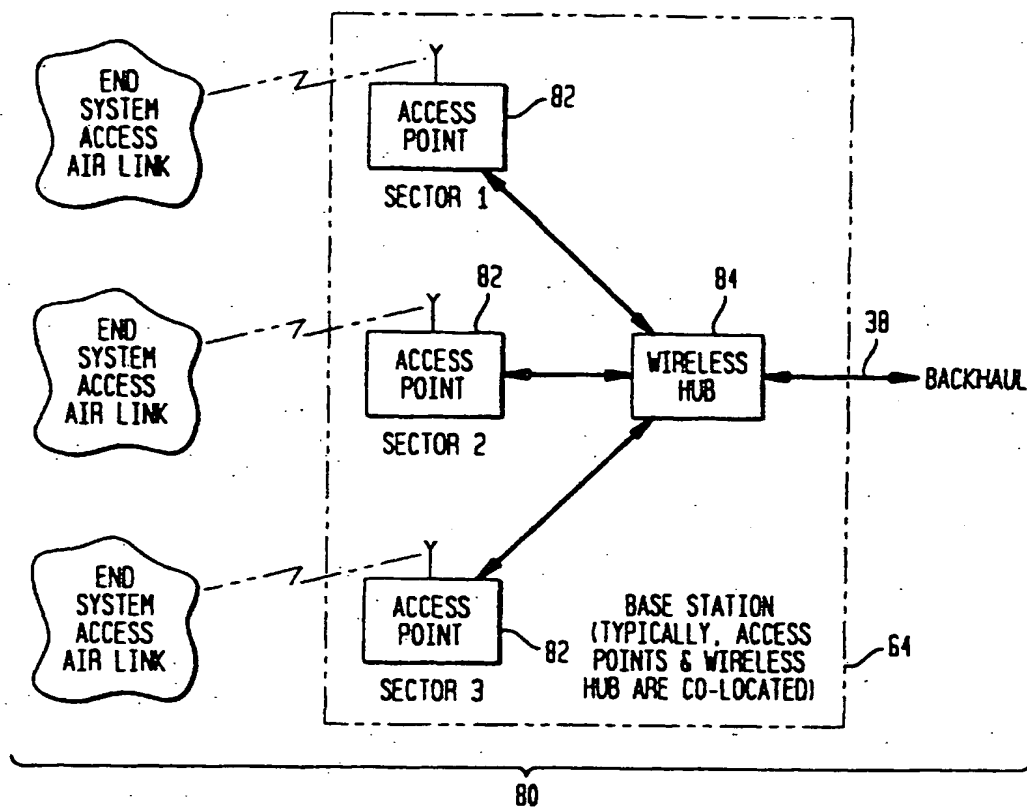 END
SYSTEM
ACCESS
AIR LINK
ACCESS
POINT
82
SECTOR 1
END
SYSTEM
ACCESS
AIR LINK
82
ACCESS
POINT
SECTOR 2
84
WIRELESS
HUB
38
BACKHAUL
END
SYSTEM
ACCESS
AIR LINK
ACCESS
POINT
82
SECTOR 3
BASE STATION
(TYPICALLY, ACCESS
POINTS & WIRELESS
HUB ARE CO-LOCATED)
64
80